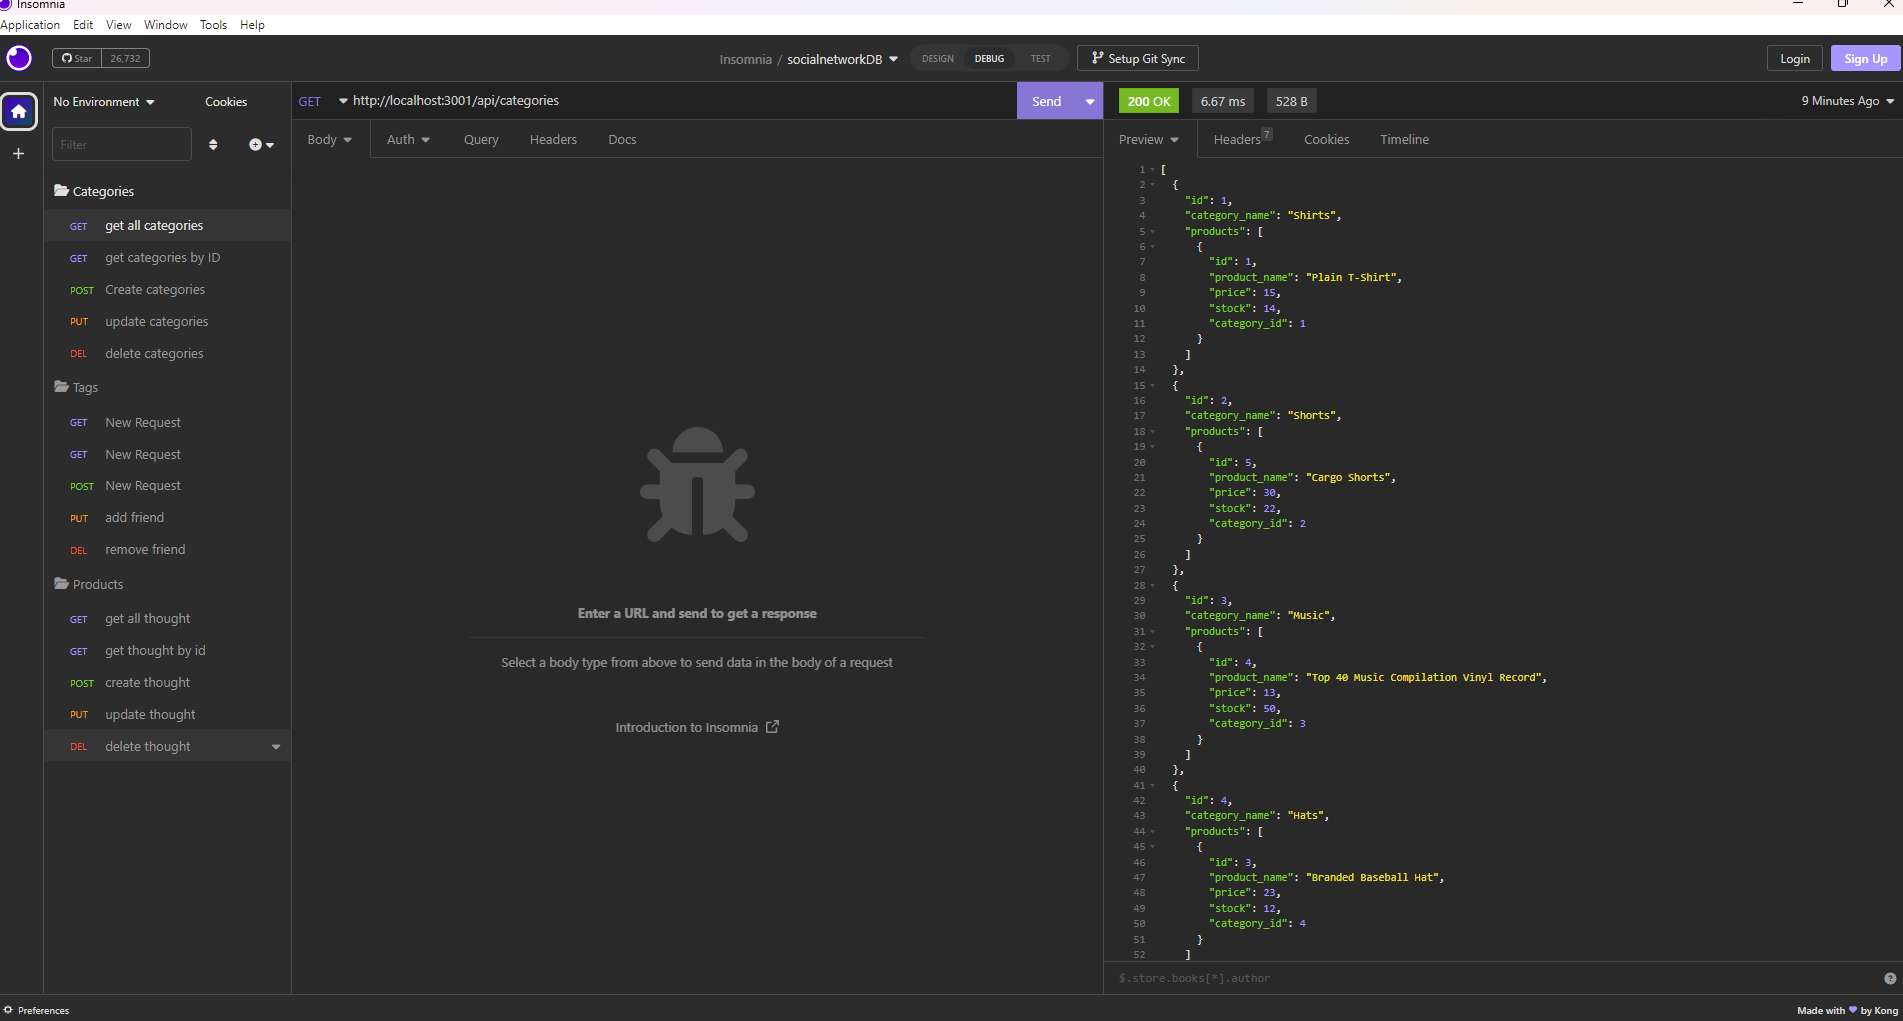 Insomnia
Application Edit View Window Tools Help
Star 26,732
Insomnia / socialnetworkDB DESIGN DEBUG TEST Setup Git Sync
Login Sign Up
No Environment Cookies
Filter
Categories
GET get all categories
GET get categories by ID
POST Create categories
PUT update categories
DEL delete categories
Tags
GET New Request
GET New Request
POST New Request
PUT add friend
DEL remove friend
Products
GET get all thought
GET get thought by id
POST create thought
PUT update thought
DEL delete thought
GET http://localhost:3001/api/categories Send
Body Auth Query Headers Docs
Enter a URL and send to get a response
Select a body type from above to send data in the body of a request
Introduction to Insomnia
200 OK 6.67 ms 528 B 9 Minutes Ago
Preview Headers 7 Cookies Timeline
1 [
2 {
3 "id": 1,
4 "category_name": "Shirts",
5 "products": [
6 {
7 "id": 1,
8 "product_name": "Plain T-Shirt",
9 "price": 15,
10 "stock": 14,
11 "category_id": 1
12 }
13 ]
14 },
15 {
16 "id": 2,
17 "category_name": "Shorts",
18 "products": [
19 {
20 "id": 5,
21 "product_name": "Cargo Shorts",
22 "price": 30,
23 "stock": 22,
24 "category_id": 2
25 }
26 ]
27 },
28 {
29 "id": 3,
30 "category_name": "Music",
31 "products": [
32 {
33 "id": 4,
34 "product_name": "Top 40 Music Compilation Vinyl Record",
35 "price": 13,
36 "stock": 50,
37 "category_id": 3
38 }
39 ]
40 },
41 {
42 "id": 4,
43 "category_name": "Hats",
44 "products": [
45 {
46 "id": 3,
47 "product_name": "Branded Baseball Hat",
48 "price": 23,
49 "stock": 12,
50 "category_id": 4
51 }
52 ]
$.store.books[*].author
Preferences
Made with 💜 by Kong